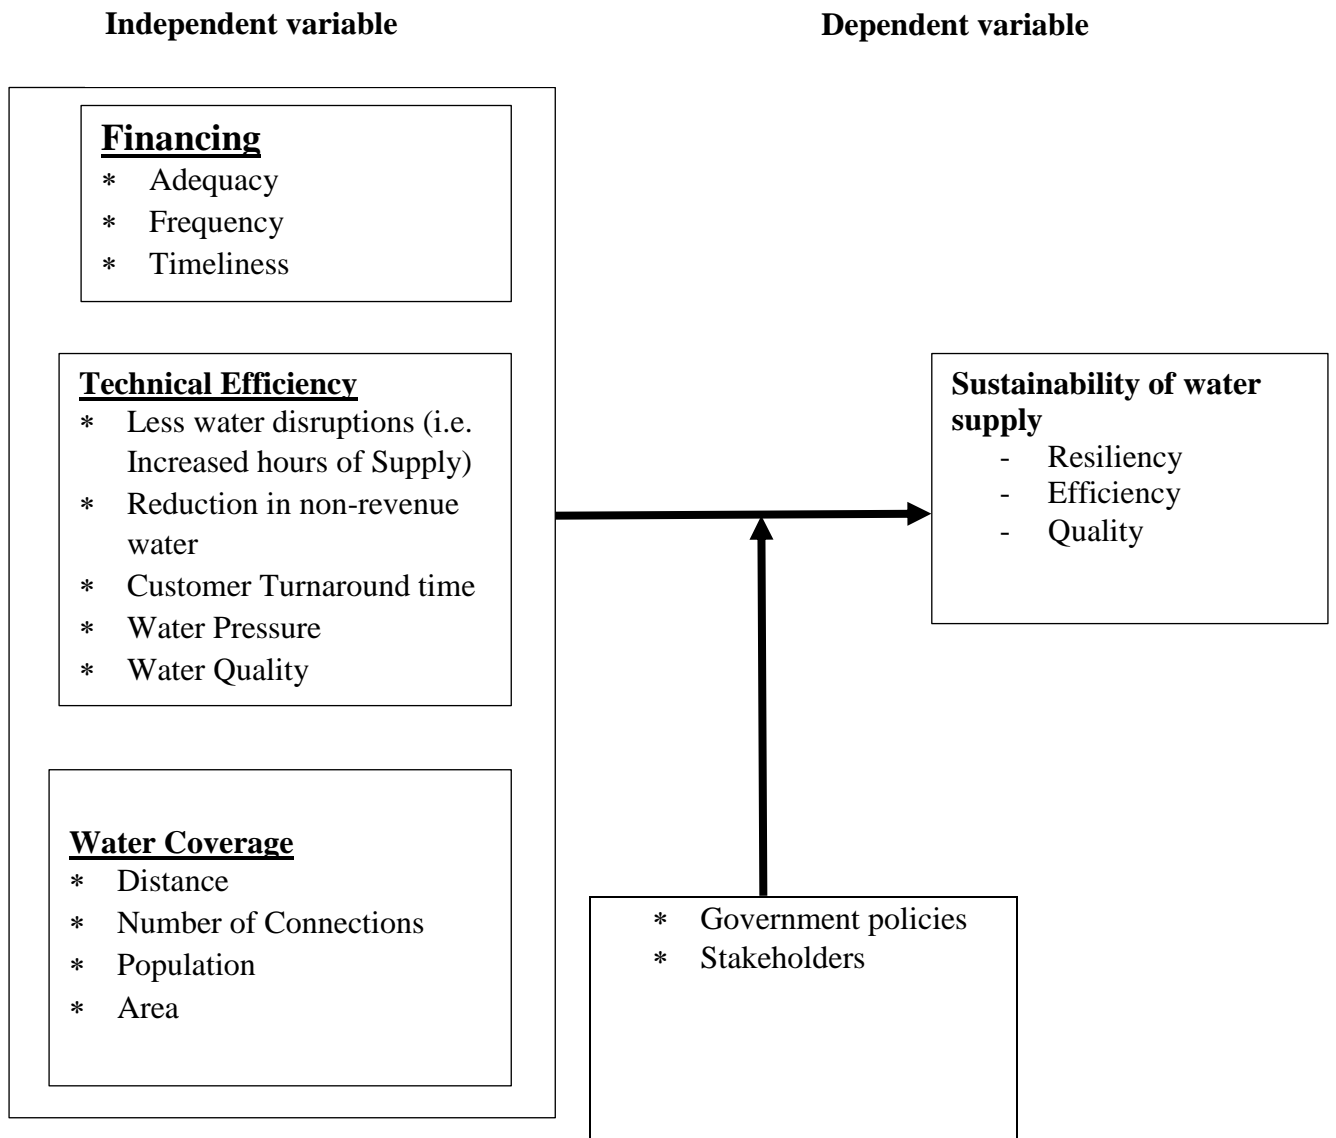 Independent variable
Dependent variable
Financing
* Adequacy
* Frequency
* Timeliness
Technical Efficiency
* Less water disruptions (i.e.
Increased hours of Supply)
* Reduction in non-revenue
water
* Customer Turnaround time
* Water Pressure
* Water Quality
Water Coverage
* Distance
* Number of Connections
* Population
* Area
* Government policies
* Stakeholders
Sustainability of water
supply
- Resiliency
- Efficiency
- Quality